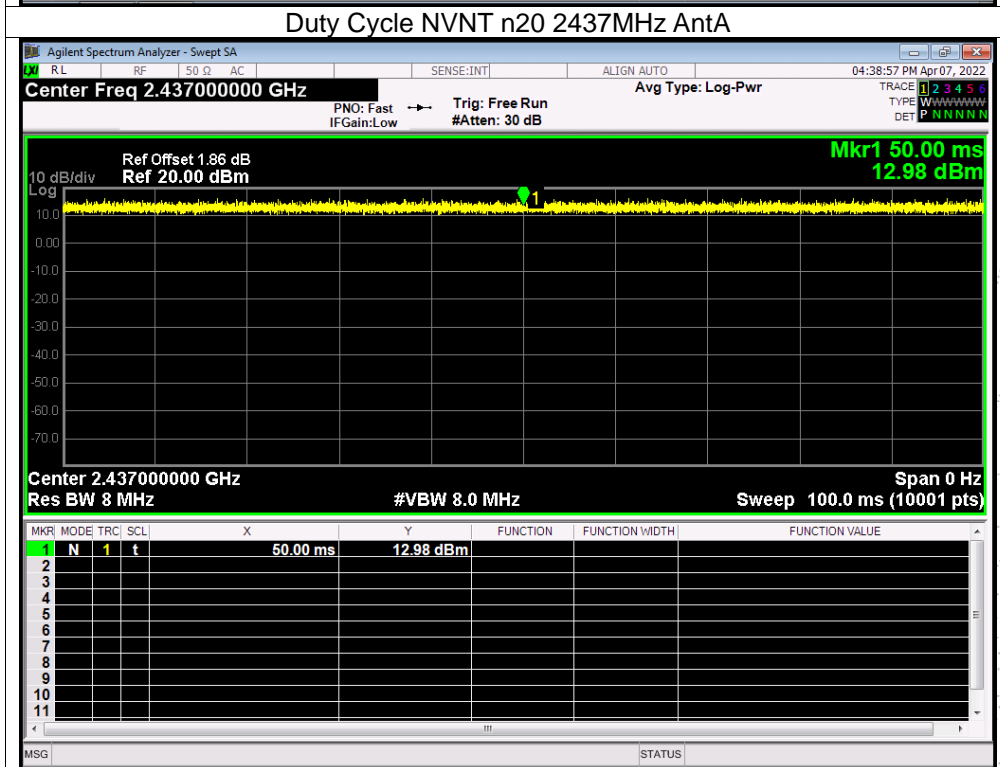 Duty Cycle NVNT n20 2437MHz AntA
Agilent Spectrum Analyzer - Swept SA
LXI RL RF 50 Ω AC SENSE:INT ALIGN AUTO 04:38:57 PM Apr 07, 2022
Center Freq 2.437000000 GHz Avg Type: Log-Pwr TRACE 1 2 3 4 5 6
PNO: Fast Trig: Free Run TYPE WWWWWWW
IFGain:Low #Atten: 30 dB DET P N N N N N
Ref Offset 1.86 dB Mkr1 50.00 ms
10 dB/div Ref 20.00 dBm 12.98 dBm
Log
1
10.0
0.00
-10.0
-20.0
-30.0
-40.0
-50.0
-60.0
-70.0
Center 2.437000000 GHz Span 0 Hz
Res BW 8 MHz #VBW 8.0 MHz Sweep 100.0 ms (10001 pts)
MKR MODE TRC SCL X Y FUNCTION FUNCTION WIDTH FUNCTION VALUE
1 N 1 t 50.00 ms 12.98 dBm
2
3
4
5
6
7
8
9
10
11
MSG STATUS